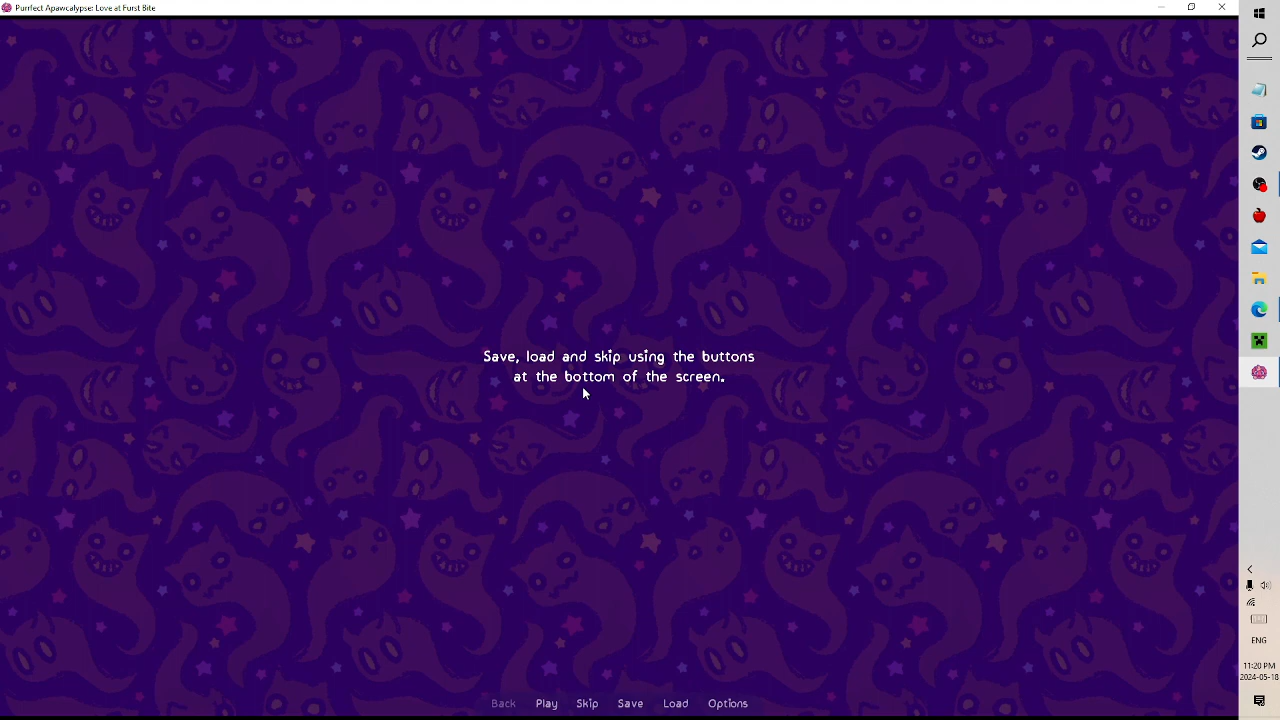 Purrfect Apawcalypse: Love at Furst Bite
Save, load and skip using the buttons
at the bottom of the screen.
Back Play Skip Save Load Options
ENG
11:20 PM
2024-05-18